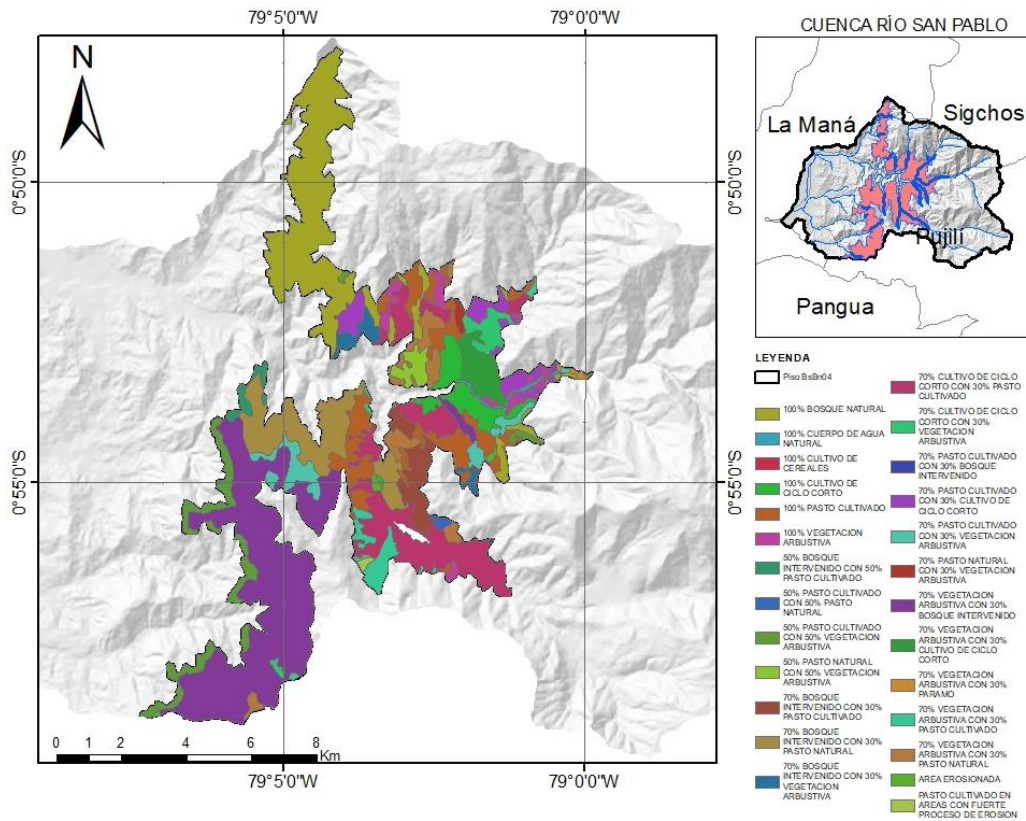 79°5'0"W
79°0'0"W
N
0°50'0"S
0°50'0"S
0°55'0"S
0°55'0"S
0 1 2 4 6 8
Km
79°5'0"W
79°0'0"W
CUENCA RÍO SAN PABLO
La Maná
Sigchos
Pujili
Pangua
LEYENDA
Piso BsBn04
100% BOSQUE NATURAL
100% CUERPO DE AGUA
NATURAL
100% CULTIVO DE
CEREALES
100% CULTIVO DE
CICLO CORTO
100% PASTO CULTIVADO
100% VEGETACION
ARBUSTIVA
50% BOSQUE
INTERVENIDO CON 50%
PASTO CULTIVADO
50% PASTO CULTIVADO
CON 50% PASTO
NATURAL
50% PASTO CULTIVADO
CON 50% VEGETACION
ARBUSTIVA
50% PASTO NATURAL
CON 50% VEGETACION
ARBUSTIVA
70% BOSQUE
INTERVENIDO CON 30%
PASTO CULTIVADO
70% BOSQUE
INTERVENIDO CON 30%
PASTO NATURAL
70% BOSQUE
INTERVENIDO CON 30%
VEGETACION
ARBUSTIVA
70% CULTIVO DE CICLO
CORTO CON 30% PASTO
CULTIVADO
70% CULTIVO DE CICLO
CORTO CON 30%
VEGETACION
ARBUSTIVA
70% PASTO CULTIVADO
CON 30% BOSQUE
INTERVENIDO
70% PASTO CULTIVADO
CON 30% CULTIVO DE
CICLO CORTO
70% PASTO CULTIVADO
CON 30% VEGETACION
ARBUSTIVA
70% PASTO NATURAL
CON 30% VEGETACION
ARBUSTIVA
70% VEGETACION
ARBUSTIVA CON 30%
BOSQUE INTERVENIDO
70% VEGETACION
ARBUSTIVA CON 30%
CULTIVO DE CICLO
CORTO
70% VEGETACION
ARBUSTIVA CON 30%
PARAMO
70% VEGETACION
ARBUSTIVA CON 30%
PASTO CULTIVADO
70% VEGETACION
ARBUSTIVA CON 30%
PASTO NATURAL
AREA EROSIONADA
PASTO CULTIVADO EN
AREAS CON FUERTE
PROCESO DE EROSION